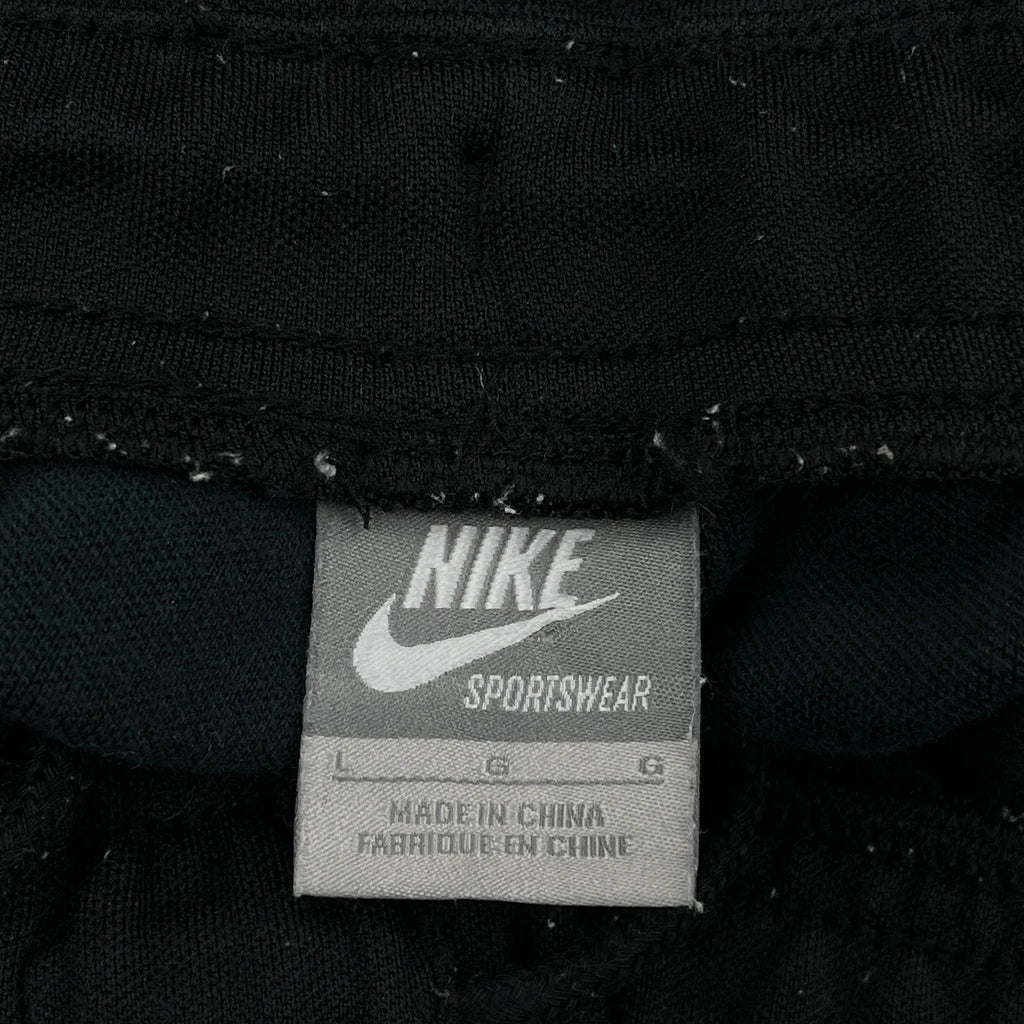 NIKE
SPORTSWEAR
L G G
MADE IN CHINA
FABRIQUE EN CHINE